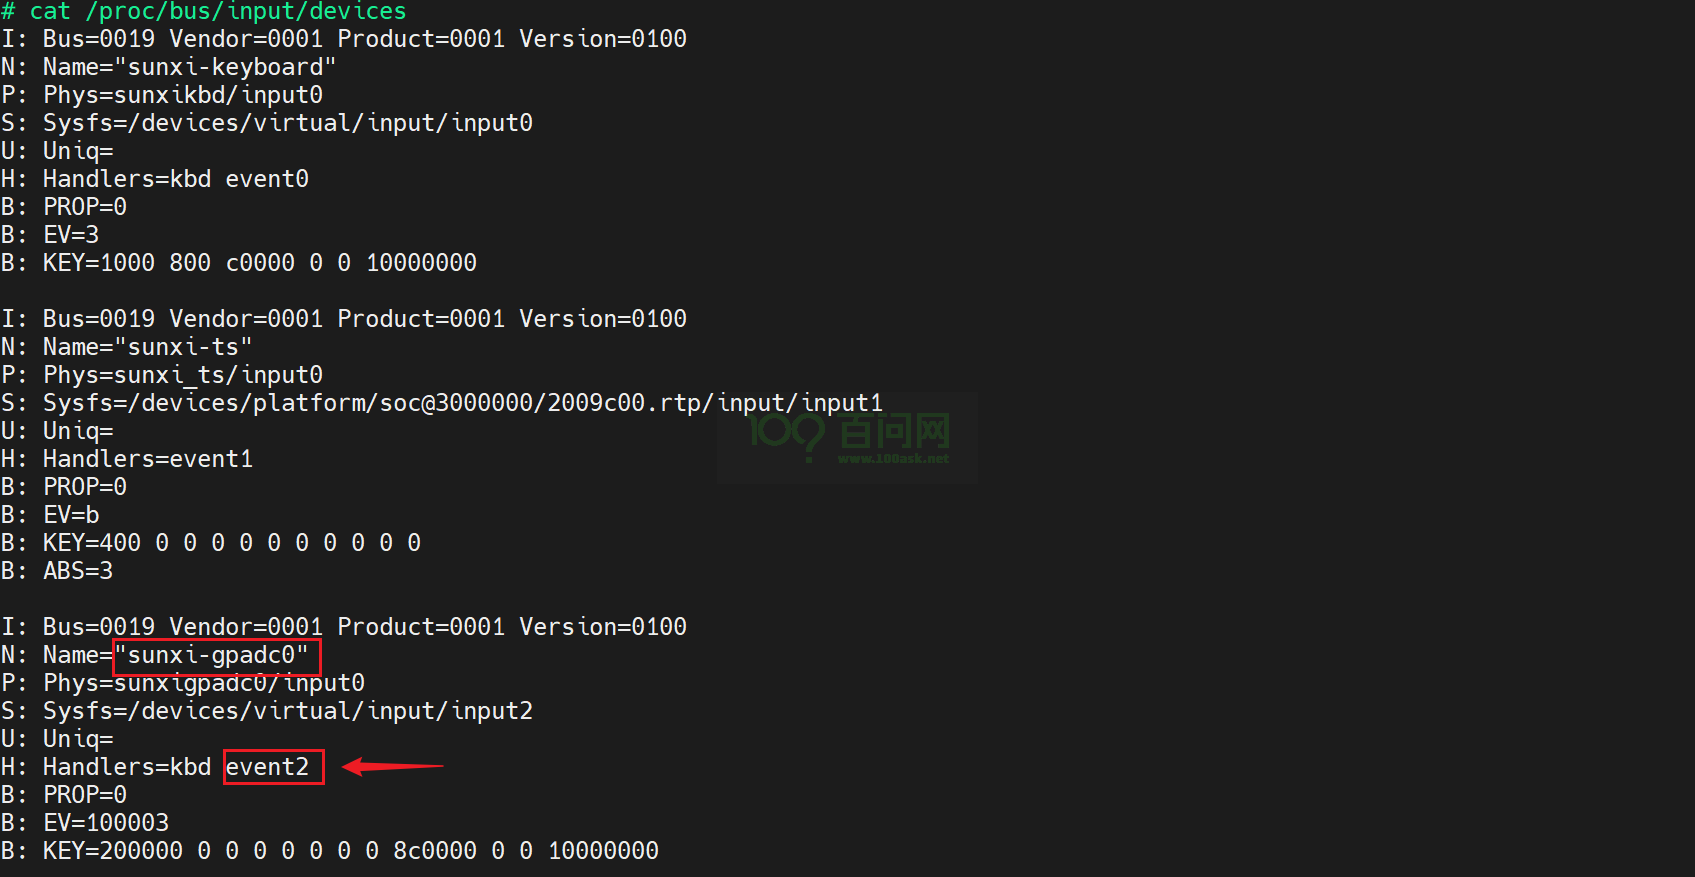 # cat /proc/bus/input/devices
I: Bus=0019 Vendor=0001 Product=0001 Version=0100
N: Name="sunxi-keyboard"
P: Phys=sunxikbd/input0
S: Sysfs=/devices/virtual/input/input0
U: Uniq=
H: Handlers=kbd event0
B: PROP=0
B: EV=3
B: KEY=1000 800 c0000 0 0 10000000
I: Bus=0019 Vendor=0001 Product=0001 Version=0100
N: Name="sunxi-ts"
P: Phys=sunxi_ts/input0
S: Sysfs=/devices/platform/soc@3000000/2009c00.rtp/input/input1
U: Uniq=
100 百问网
H: Handlers=event1
www.100ask.net
B: PROP=0
B: EV=b
B: KEY=400 0 0 0 0 0 0 0 0 0 0
B: ABS=3
I: Bus=0019 Vendor=0001 Product=0001 Version=0100
N: Name="sunxi-gpadc0"
P: Phys=sunxigpadc0/input0
S: Sysfs=/devices/virtual/input/input2
U: Uniq=
H: Handlers=kbd event2
B: PROP=0
B: EV=100003
B: KEY=200000 0 0 0 0 0 0 0 8c0000 0 0 10000000